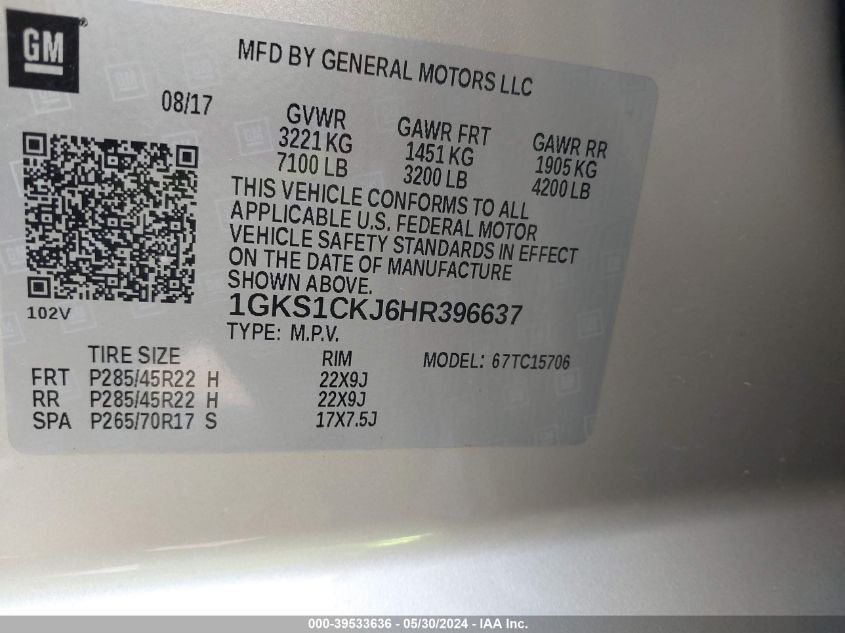 GM
MFD BY GENERAL MOTORS LLC
08/17
GVWR
3221 KG
7100 LB
GAWR FRT
1451 KG
3200 LB
GAWR RR
1905 KG
4200 LB
THIS VEHICLE CONFORMS TO ALL
APPLICABLE U.S. FEDERAL MOTOR
VEHICLE SAFETY STANDARDS IN EFFECT
ON THE DATE OF MANUFACTURE
SHOWN ABOVE.
102V
1GKS1CKJ6HR396637
TYPE: M.P.V.
TIRE SIZE RIM MODEL: 67TC15706
FRT P285/45R22 H 22X9J
RR P285/45R22 H 22X9J
SPA P265/70R17 S 17X7.5J
000-39533636 - 05/30/2024 - IAA Inc.